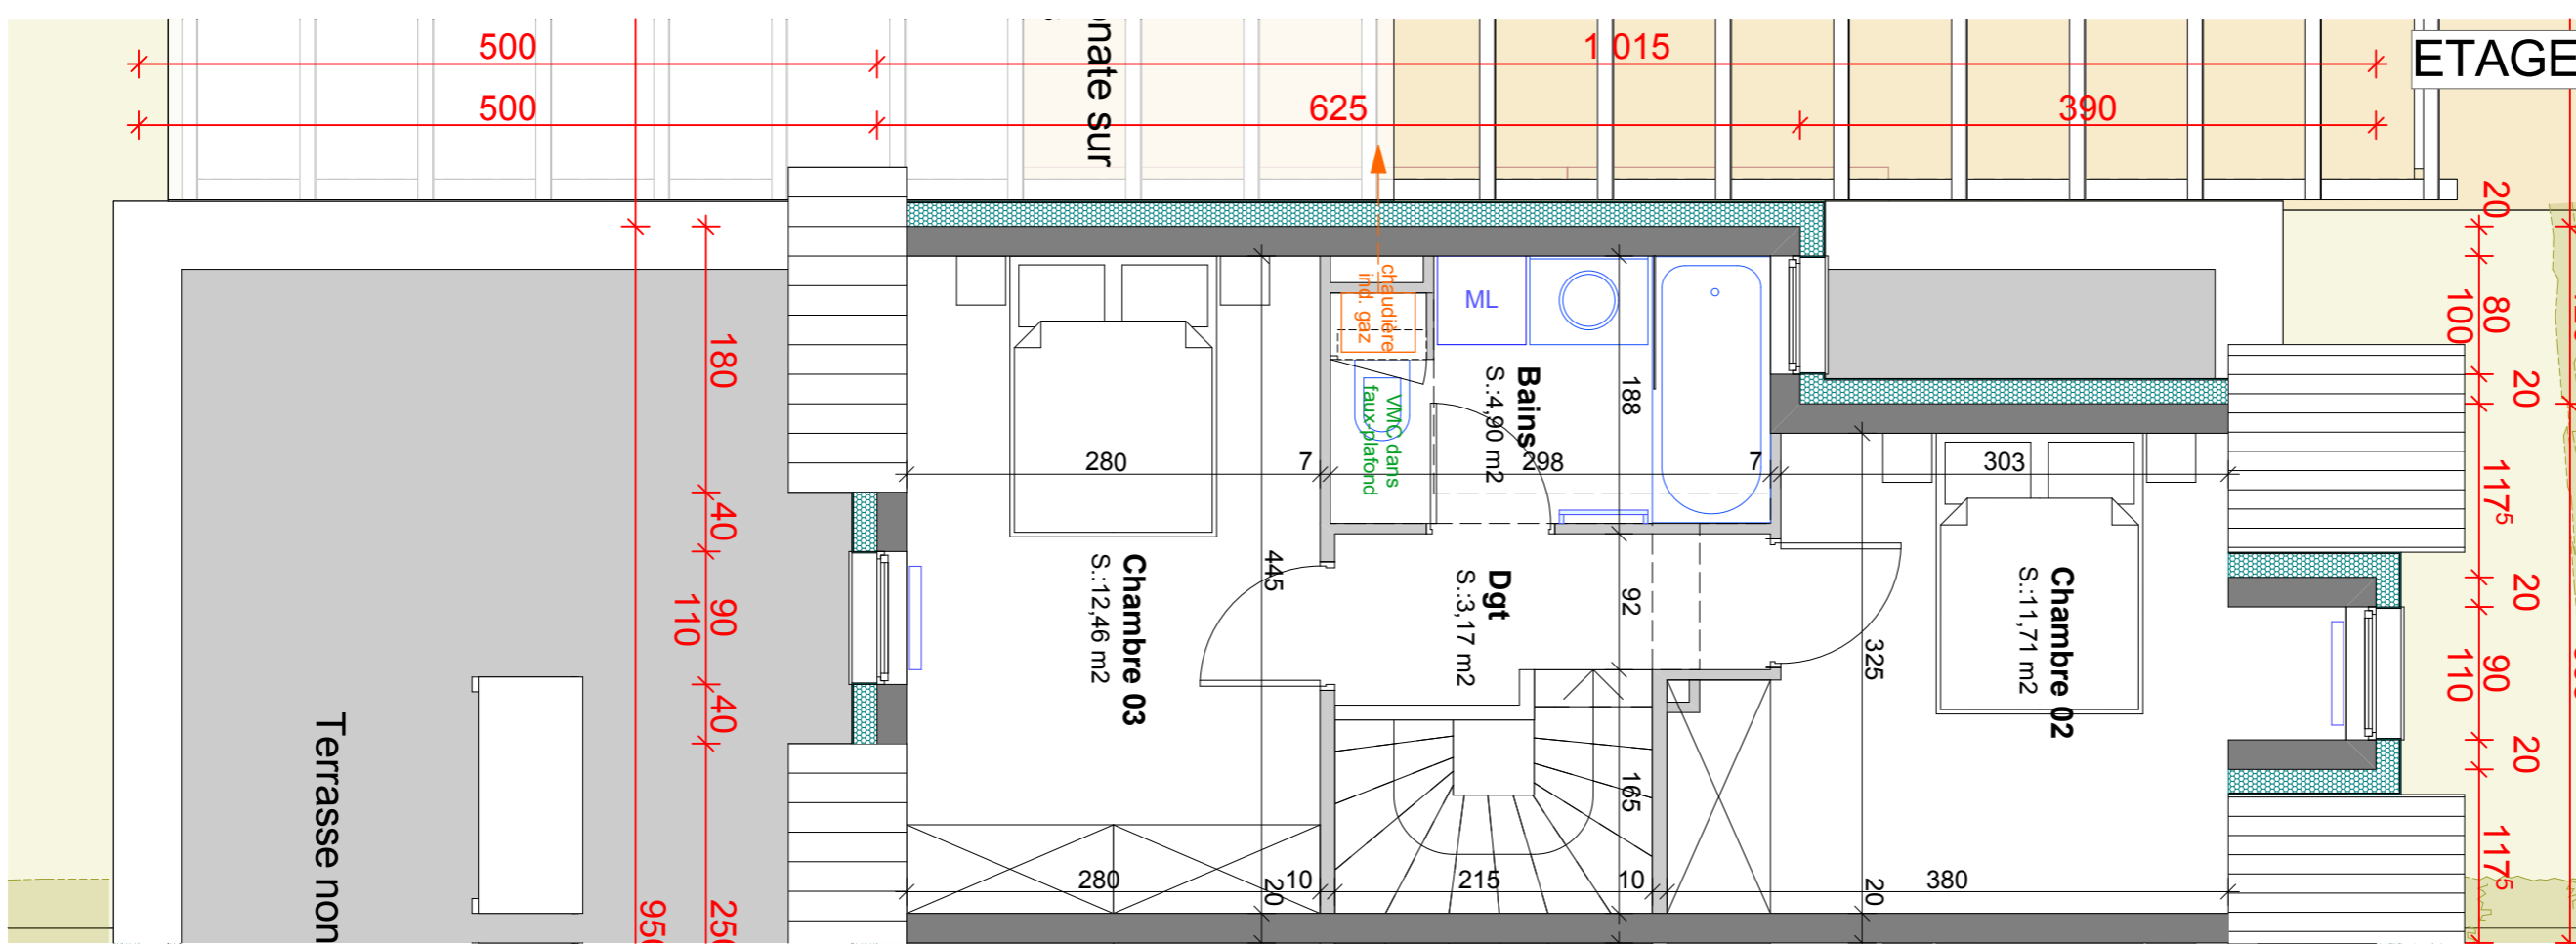 500
1 015
ETAGE
500
625
390
onate sur
20
80
100
20
117⁵
20
90
110
20
117⁵
180
40
90
110
40
250
950
chaudière
ind. gaz
ML
VMC dans
faux-plafond
Bains
S.:4,90 m2
188
280
7
298
7
303
Chambre 03
S.:12,46 m2
445
Dgt
S.:3,17 m2
92
Chambre 02
S.:11,71 m2
325
165
Terrasse non
280
20
10
215
10
20
380